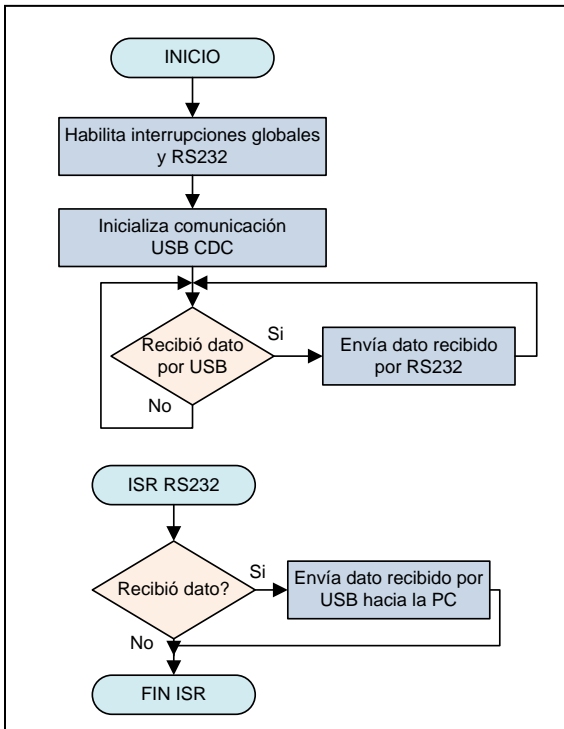 INICIO
Habilita interrupciones globales
y RS232
Inicializa comunicación
USB CDC
Recibió dato
por USB
Si
Envía dato recibido
por RS232
No
ISR RS232
Recibió dato?
Si
Envía dato recibido por
USB hacia la PC
No
FIN ISR